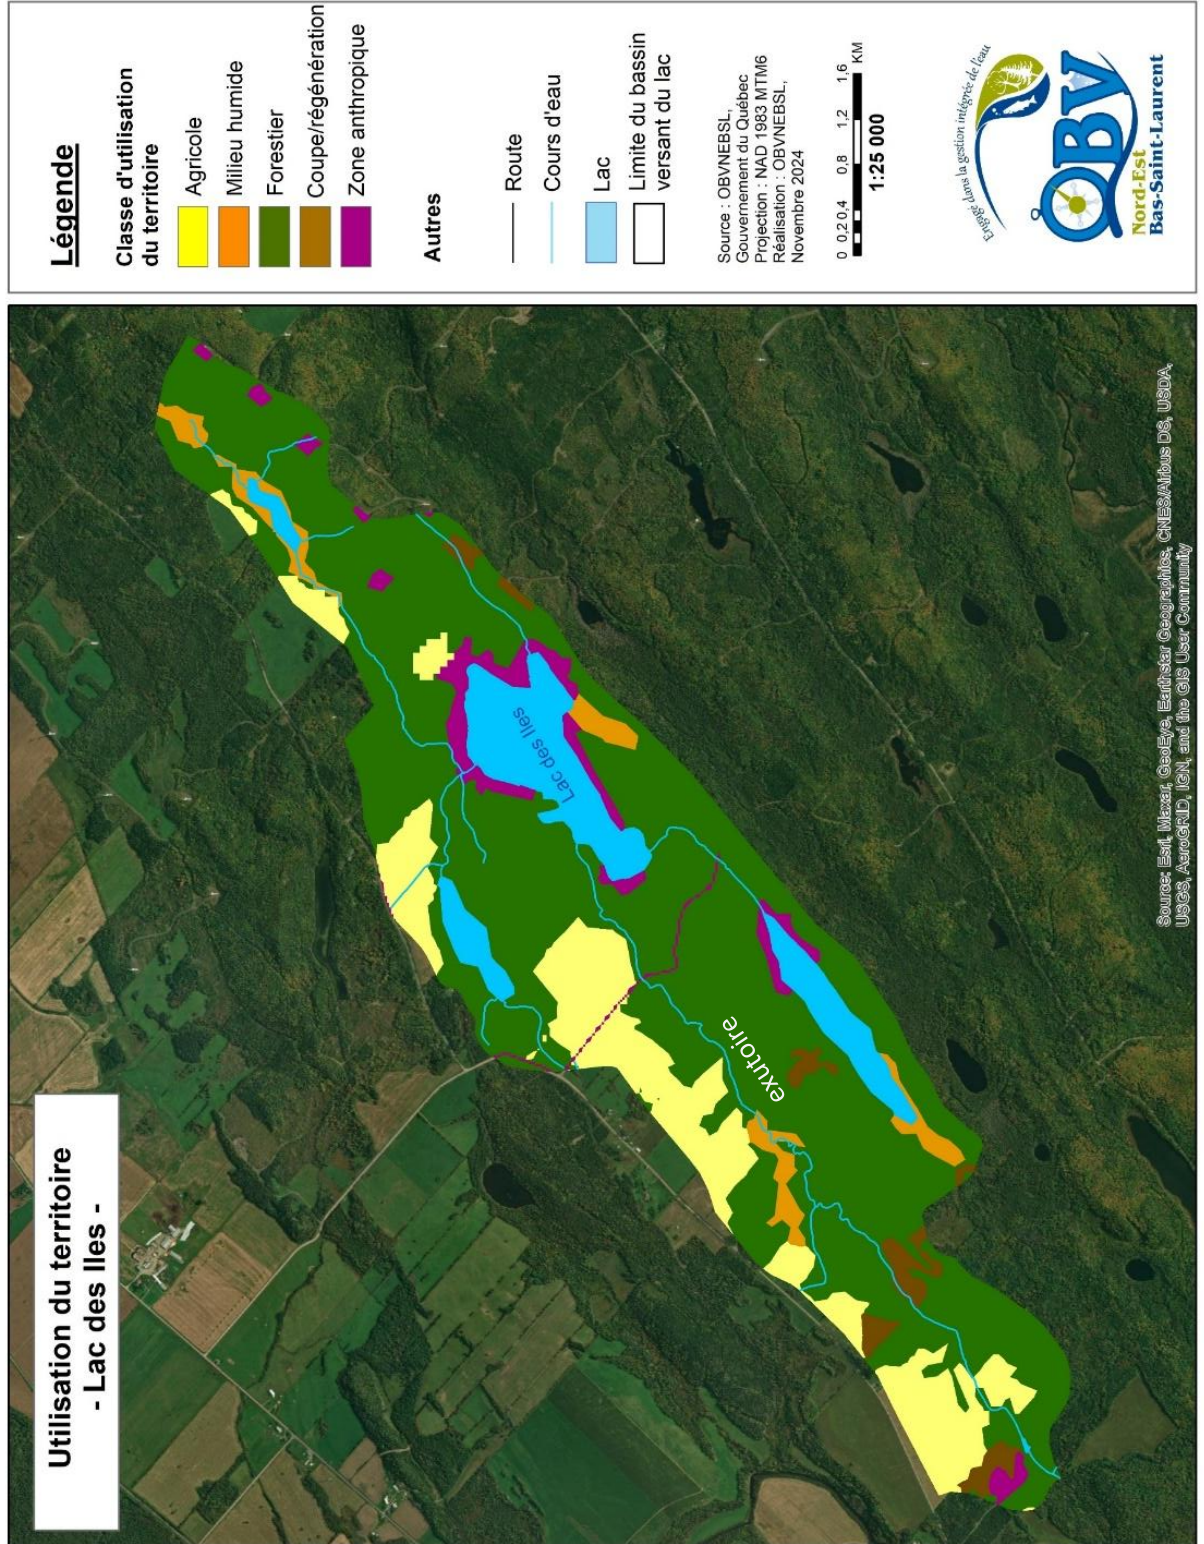 Utilisation du territoire
- Lac des Iles -
Lac des Iles
exutoire
Source: Esri, Maxar, GeoEye, Earthstar Geographics, CNES/Airbus DS, USDA,
USGS, AeroGRID, IGN, and the GIS User Community
Légende
Classe d'utilisation
du territoire
Agricole
Milieu humide
Forestier
Coupe/régénération
Zone anthropique
Autres
Route
Cours d'eau
Lac
Limite du bassin
versant du lac
Source : OBVNEBSL,
Gouvernement du Québec
Projection : NAD 1983 MTM6
Réalisation : OBVNEBSL,
Novembre 2024
0 0,20,4 0,8 1,2 1,6 KM
1:25 000
Engagé dans la gestion intégrée de l'eau
OBV
Nord-Est
Bas-Saint-Laurent